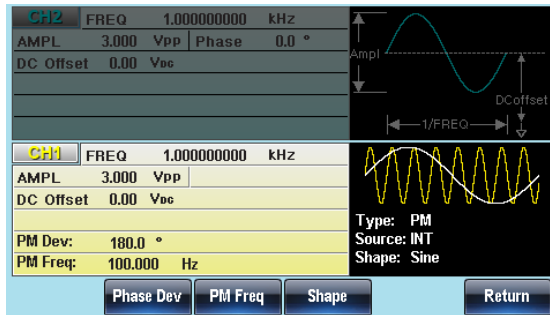 CH2 FREQ 1.000000000 kHz
AMPL 3.000 Vpp Phase 0.0 °
DC Offset 0.00 VDC
Ampl
DCoffset
1/FREQ
CH1 FREQ 1.000000000 kHz
AMPL 3.000 Vpp
DC Offset 0.00 VDC
PM Dev: 180.0 °
PM Freq: 100.000 Hz
Type: PM
Source: INT
Shape: Sine
Phase Dev PM Freq Shape Return